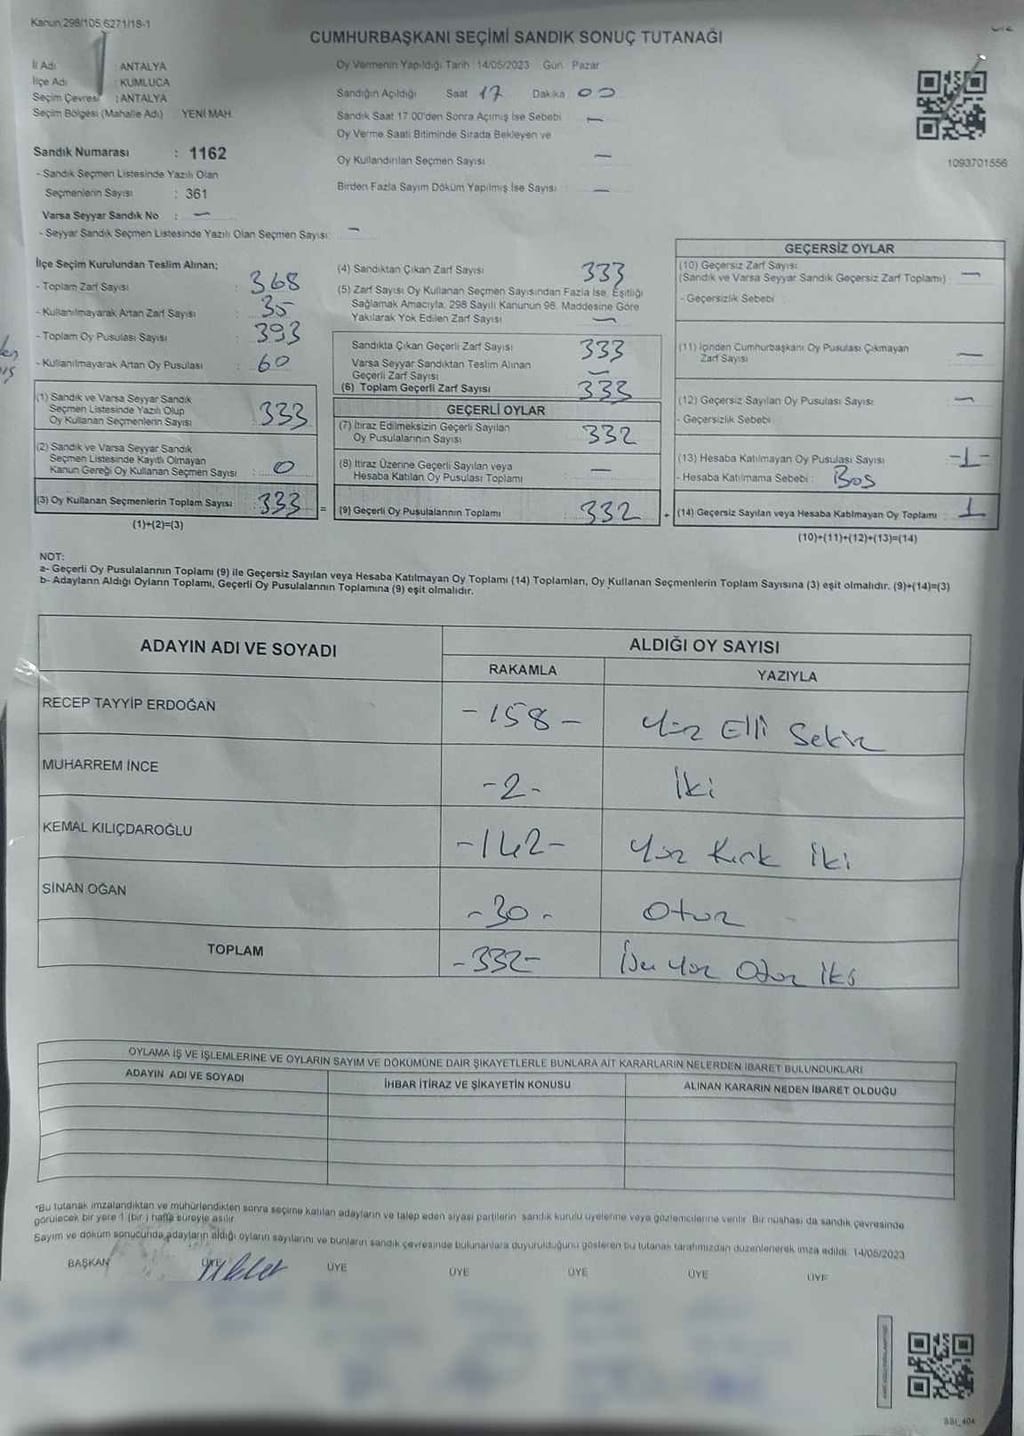 Kanun 298/105 6271/18-1
CUMHURBAŞKANI SEÇİMİ SANDIK SONUÇ TUTANAĞI
İl Adı : ANTALYA
İlçe Adı : KUMLUCA
Seçim Çevresi : ANTALYA
Seçim Bölgesi (Mahalle Adı) YENİ MAH.
Sandık Numarası : 1162
- Sandık Seçmen Listesinde Yazılı Olan
Seçmenlerin Sayısı : 361
Varsa Seyyar Sandık No : —
- Seyyar Sandık Seçmen Listesinde Yazılı Olan Seçmen Sayısı: —
Oy Vermenin Yapıldığı Tarih : 14/05/2023 Gün: Pazar
Sandığın Açıldığı Saat 17 Dakika 00
Sandık Saat 17 00'den Sonra Açımış İse Sebebi —
Oy Verme Saati Bitiminde Sırada Bekleyen ve
Oy Kullandırılan Seçmen Sayısı —
Birden Fazla Sayım Döküm Yapılmış İse Sayısı —
1093701556
İlçe Seçim Kurulundan Teslim Alınan;
- Toplam Zarf Sayısı : 368
- Kullanılmayarak Artan Zarf Sayısı : 35
- Toplam Oy Pusulası Sayısı : 393
- Kullanılmayarak Artan Oy Pusulası : 60
(1) Sandık ve Varsa Seyyar Sandık
Seçmen Listesinde Yazılı Olup
Oy Kullanan Seçmenlerin Sayısı : 333
(2) Sandık ve Varsa Seyyar Sandık
Seçmen Listesinde Kayıtlı Olmayan
Kanun Gereği Oy Kullanan Seçmen Sayısı : 0
(3) Oy Kullanan Seçmenlerin Toplam Sayısı : 333 =
(1)+(2)=(3)
(4) Sandıktan Çıkan Zarf Sayısı 333
(5) Zarf Sayısı Oy Kullanan Seçmen Sayısından Fazla İse, Eşitliği
Sağlamak Amacıyla, 298 Sayılı Kanunun 98. Maddesine Göre
Yakılarak Yok Edilen Zarf Sayısı —
Sandıkta Çıkan Geçerli Zarf Sayısı 333
Varsa Seyyar Sandıktan Teslim Alınan
Geçerli Zarf Sayısı —
(6) Toplam Geçerli Zarf Sayısı 333
GEÇERLİ OYLAR
(7) İtiraz Edilmeksizin Geçerli Sayılan
Oy Pusulalarının Sayısı 332
(8) İtiraz Üzerine Geçerli Sayılan veya
Hesaba Katılan Oy Pusulası Toplamı —
(9) Geçerli Oy Pusulalarının Toplamı 332 +
GEÇERSİZ OYLAR
(10) Geçersiz Zarf Sayısı
(Sandık ve Varsa Seyyar Sandık Geçersiz Zarf Toplamı) —
- Geçersizlik Sebebi :
(11) İçinden Cumhurbaşkanı Oy Pusulası Çıkmayan
Zarf Sayısı —
(12) Geçersiz Sayılan Oy Pusulası Sayısı —
- Geçersizlik Sebebi :
(13) Hesaba Katılmayan Oy Pusulası Sayısı -1-
- Hesaba Katılmama Sebebi : Boş
(14) Geçersiz Sayılan veya Hesaba Katılmayan Oy Toplamı 1
(10)+(11)+(12)+(13)=(14)
NOT:
a- Geçerli Oy Pusulalarının Toplamı (9) ile Geçersiz Sayılan veya Hesaba Katılmayan Oy Toplamı (14) Toplamları, Oy Kullanan Seçmenlerin Toplam Sayısına (3) eşit olmalıdır. (9)+(14)=(3)
b- Adayların Aldığı Oyların Toplamı, Geçerli Oy Pusulalarının Toplamına (9) eşit olmalıdır.
ADAYIN ADI VE SOYADI
ALDIĞI OY SAYISI
RAKAMLA YAZIYLA
RECEP TAYYİP ERDOĞAN -158- Yüz Elli Sekiz
MUHARREM İNCE -2- İki
KEMAL KILIÇDAROĞLU -142- Yüz Kırk İki
SİNAN OĞAN -30- Otuz
TOPLAM -332- Üç Yüz Otuz İki
OYLAMA İŞ VE İŞLEMLERİNE VE OYLARIN SAYIM VE DÖKÜMÜNE DAİR ŞİKAYETLERLE BUNLARA AİT KARARLARIN NELERDEN İBARET BULUNDUKLARI
ADAYIN ADI VE SOYADI İHBAR İTİRAZ VE ŞİKAYETİN KONUSU ALINAN KARARIN NEDEN İBARET OLDUĞU
*Bu tutanak imzalandıktan ve mühürlendikten sonra seçime katılan adayların ve talep eden siyasi partilerin sandık kurulu üyelerine veya gözlemcilerine verilir. Bir nüshası da sandık çevresinde
görülecek bir yere 1 (bir) hafta süreyle asılır.
Sayım ve döküm sonucunda adayların aldığı oyların sayılarını ve bunların sandık çevresinde bulunanlara duyurulduğunu gösteren bu tutanak tarafımızdan düzenlenerek imza edildi. 14/05/2023
BAŞKAN ÜYE ÜYE ÜYE ÜYE ÜYE ÜYE
SBI_404